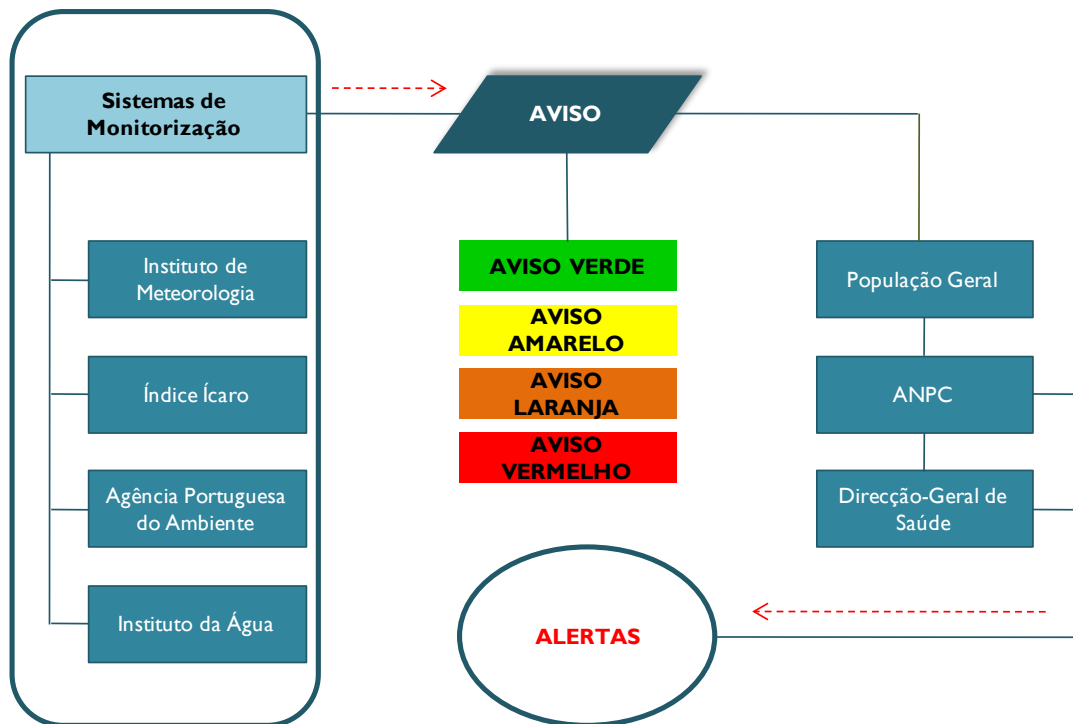 Sistemas de
Monitorização
AVISO
Instituto de
Meteorologia
Índice Ícaro
Agência Portuguesa
do Ambiente
Instituto da Água
AVISO VERDE
AVISO
AMARELO
AVISO
LARANJA
AVISO
VERMELHO
População Geral
ANPC
Direcção-Geral de
Saúde
ALERTAS